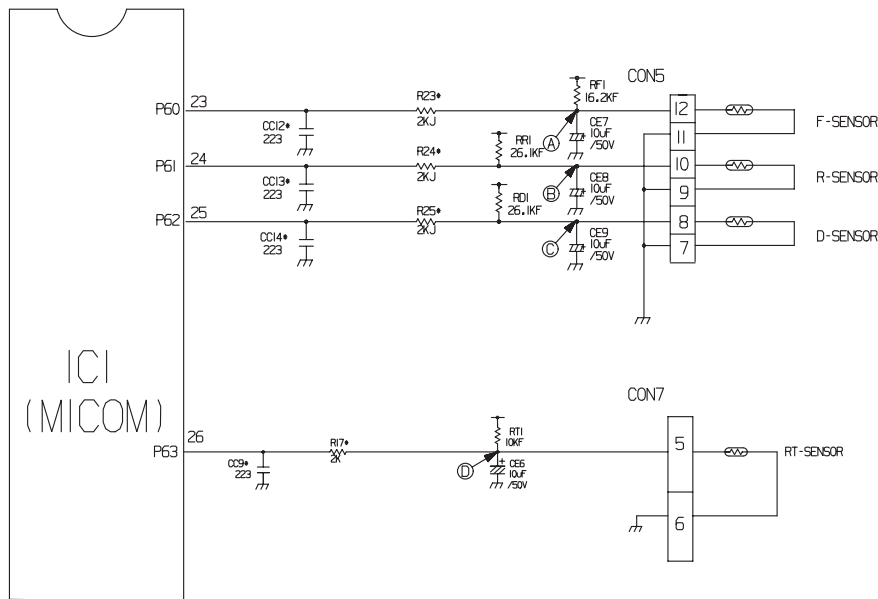 CON5
P60 23
R23*
2KJ
CC12*
223
RF1
16.2KF
CE7
10uF
/50V
A
12
11
F-SENSOR
P61 24
R24*
2KJ
CC13*
223
RR1
26.1KF
CE8
10uF
/50V
B
10
9
R-SENSOR
P62 25
R25*
2KJ
CC14*
223
RD1
26.1KF
CE9
10uF
/50V
C
8
7
D-SENSOR
IC1
(MICOM)
CON7
P63 26
CC9*
223
R17*
2K
RT1
10KF
CE6
10uF
/50V
D
5
6
RT-SENSOR